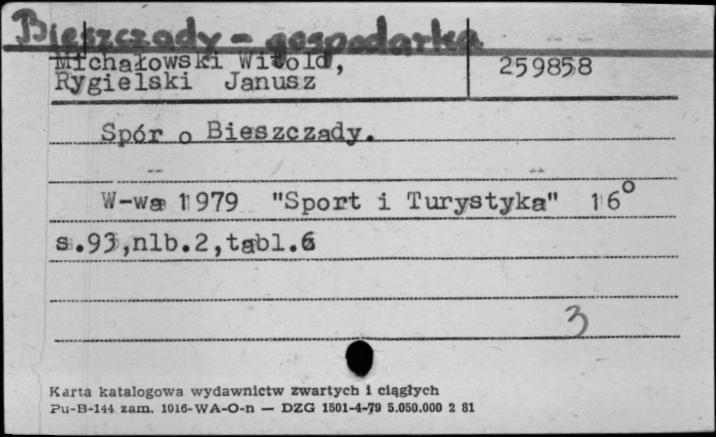 Bieszczady - gospodarka
Michałowski Witold, 259858
Rygielski Janusz
Spór o Bieszczady.
W-wa 1979 "Sport i Turystyka" 16°
s.93,nlb.2,tabl.6
3
Karta katalogowa wydawnictw zwartych i ciągłych
Pu-B-144 zam. 1016-WA-O-n — DZG 1501-4-79 5.050.000 2 81